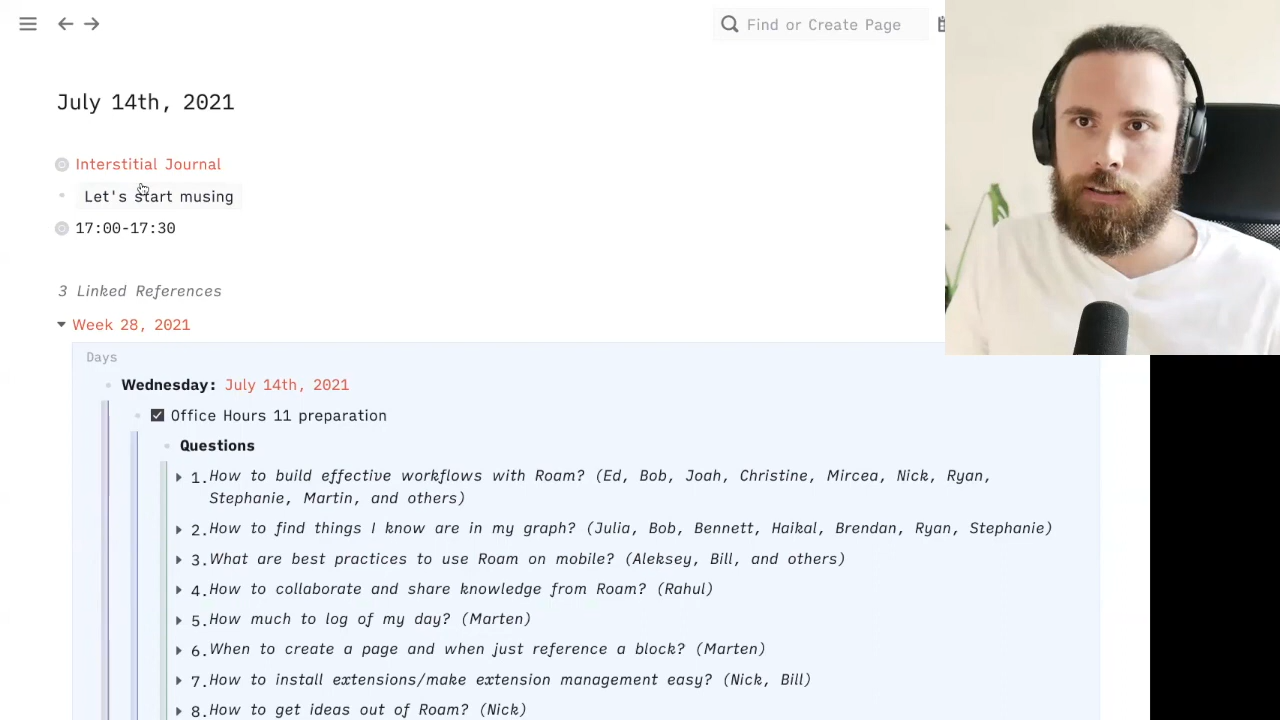 Find or Create Page
July 14th, 2021
Interstitial Journal
Let's start musing
17:00-17:30
3 Linked References
Week 28, 2021
Days
Wednesday: July 14th, 2021
Office Hours 11 preparation
Questions
1. How to build effective workflows with Roam? (Ed, Bob, Joah, Christine, Mircea, Nick, Ryan,
Stephanie, Martin, and others)
2. How to find things I know are in my graph? (Julia, Bob, Bennett, Haikal, Brendan, Ryan, Stephanie)
3. What are best practices to use Roam on mobile? (Aleksey, Bill, and others)
4. How to collaborate and share knowledge from Roam? (Rahul)
5. How much to log of my day? (Marten)
6. When to create a page and when just reference a block? (Marten)
7. How to install extensions/make extension management easy? (Nick, Bill)
8. How to get ideas out of Roam? (Nick)